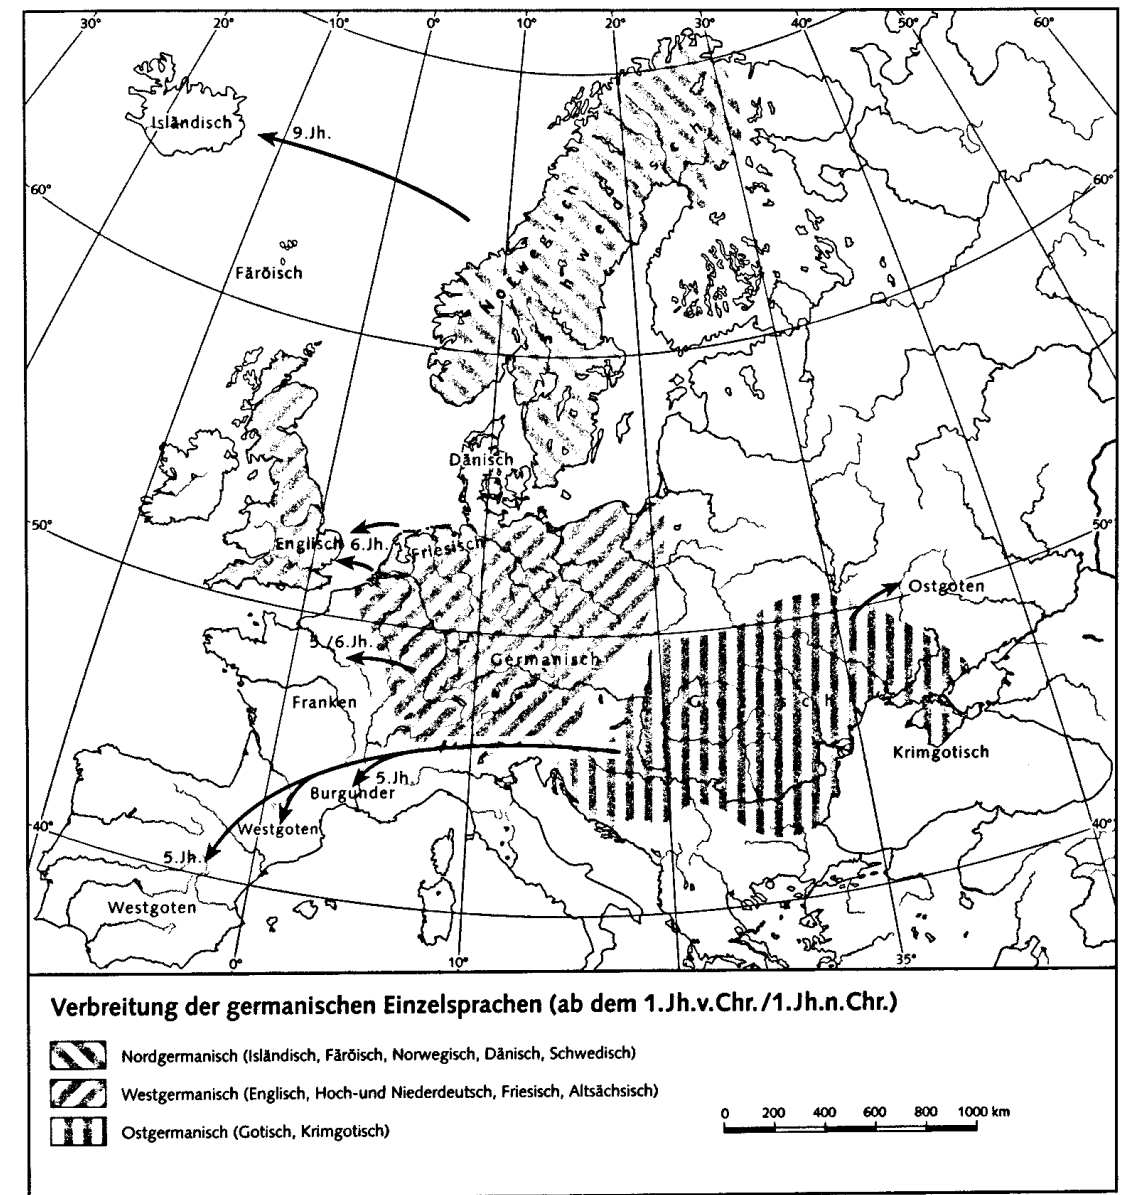 30° 20° 10° 0° 10° 20° 30° 40° 50° 60°
Isländisch
9.Jh.
60°
60°
Färöisch
Norwegisch
Schwedisch
Dänisch
50°
50°
Englisch 6.Jh.
Friesisch
Ostgoten
5./6.Jh.
Germanisch
Franken
Krimgotisch
5.Jh.
Burgunder
Westgoten
40°
40°
5.Jh.
Westgoten
0° 10° 35°
Verbreitung der germanischen Einzelsprachen (ab dem 1.Jh.v.Chr./1.Jh.n.Chr.)
Nordgermanisch (Isländisch, Färöisch, Norwegisch, Dänisch, Schwedisch)
Westgermanisch (Englisch, Hoch-und Niederdeutsch, Friesisch, Altsächsisch)
Ostgermanisch (Gotisch, Krimgotisch)
0 200 400 600 800 1000 km